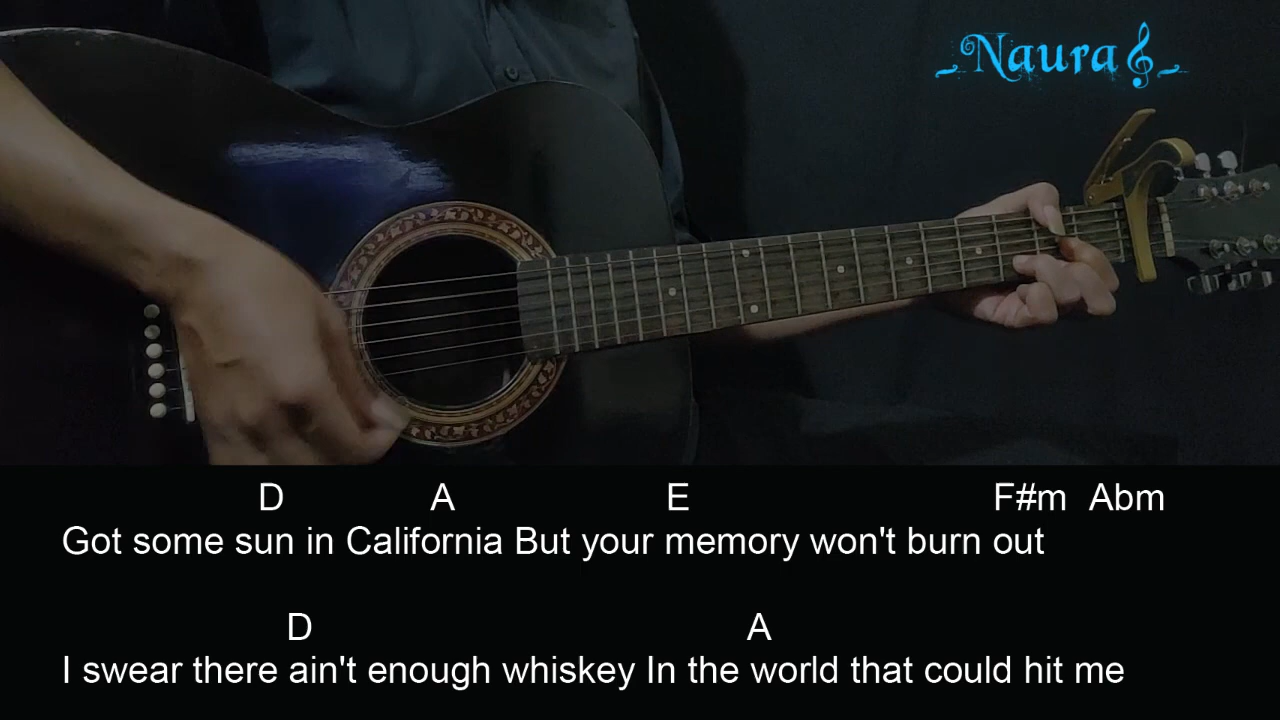 Naura
D A E F#m Abm
Got some sun in California But your memory won't burn out
D A
I swear there ain't enough whiskey In the world that could hit me